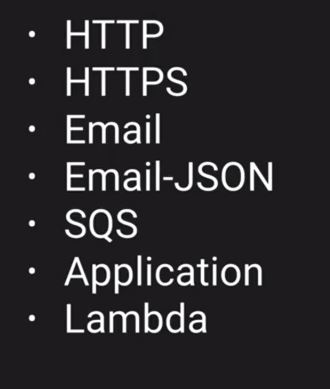 • HTTP
• HTTPS
• Email
• Email-JSON
• SQS
• Application
• Lambda